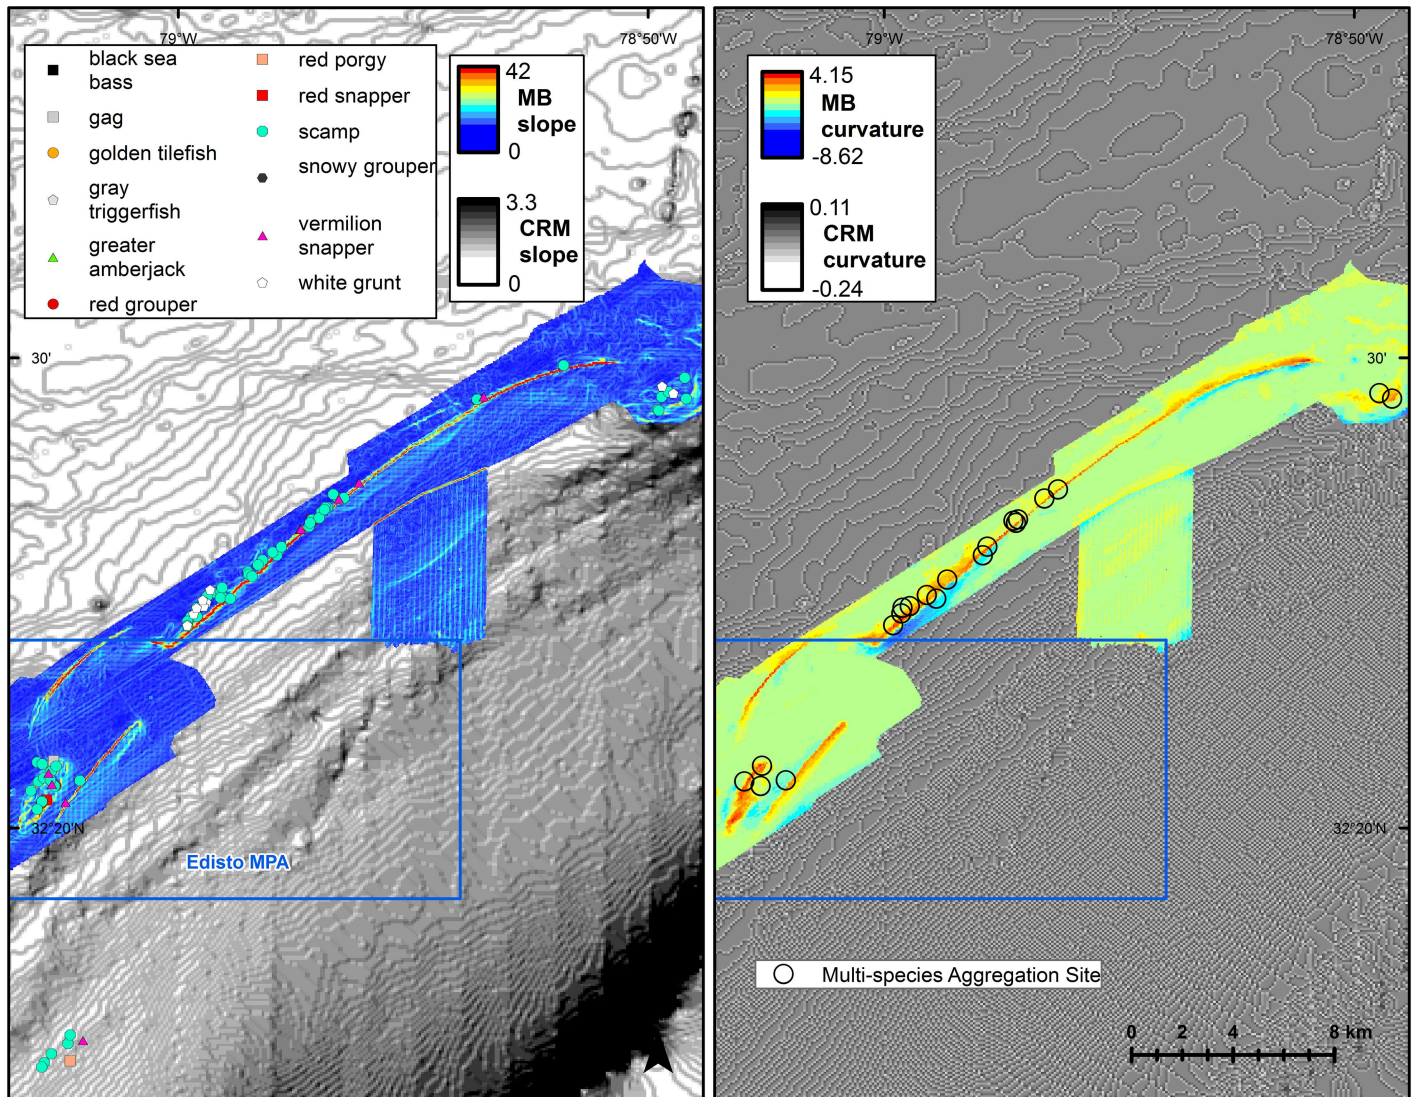 79°W
78°50'W
black sea
bass
gag
golden tilefish
gray
triggerfish
greater
amberjack
red grouper
red porgy
red snapper
scamp
snowy grouper
vermilion
snapper
white grunt
42
MB
slope
0
3.3
CRM
slope
0
30'
32°20'N
Edisto MPA
79°W
78°50'W
4.15
MB
curvature
-8.62
0.11
CRM
curvature
-0.24
30'
32°20'N
Multi-species Aggregation Site
0 2 4 8 km